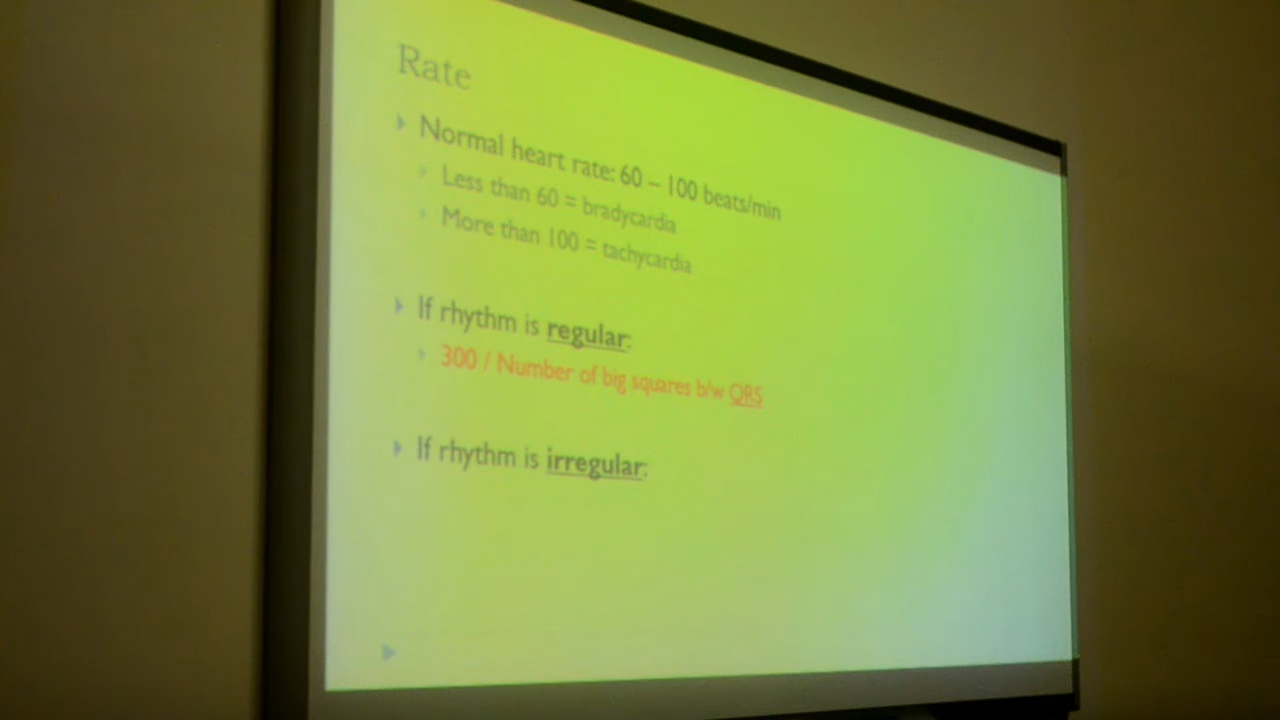 Rate
Normal heart rate: 60 – 100 beats/min
Less than 60 = bradycardia
More than 100 = tachycardia
If rhythm is regular:
300 / Number of big squares b/w QRS
If rhythm is irregular: